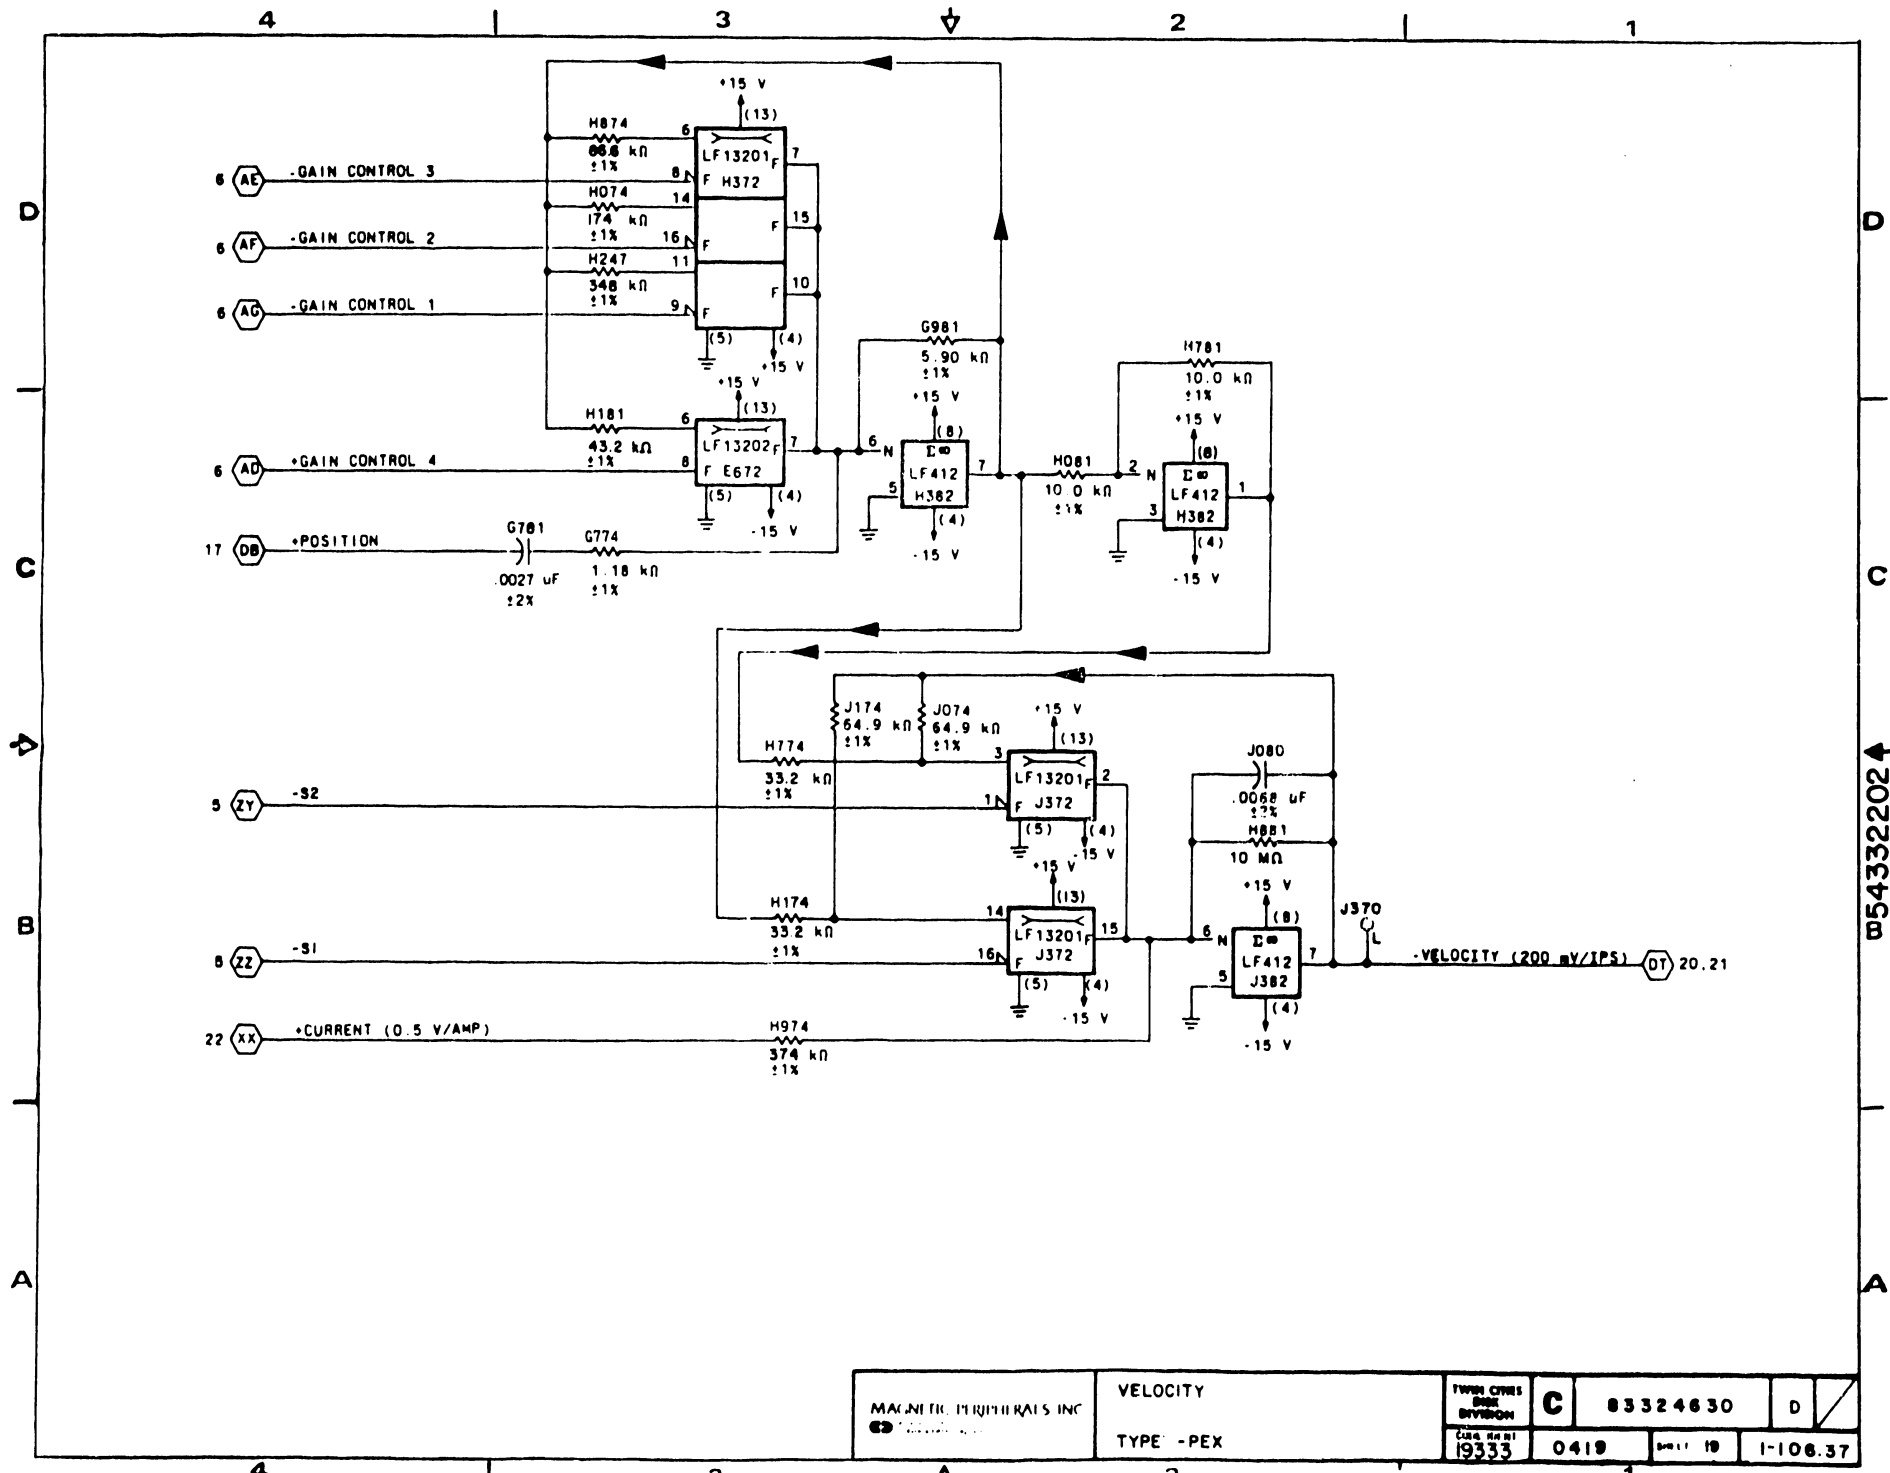 4 3 2 1
+15 V
(13)
H874
6
86.6 kΩ
±1%
LF13201
F
7
6 AE -GAIN CONTROL 3
8
F H372
H074
14
174 kΩ
±1%
F
15
6 AF -GAIN CONTROL 2
16
F
H247
11
348 kΩ
±1%
F
10
6 AG -GAIN CONTROL 1
9
F
(5)
(4)
+15 V
+15 V
(13)
H181
6
43.2 kΩ
±1%
LF13202
F
7
6 AD +GAIN CONTROL 4
8
F E672
(5)
(4)
-15 V
17 DB +POSITION
G781
.0027 uF
±2%
G774
1.18 kΩ
±1%
G981
5.90 kΩ
±1%
+15 V
(8)
6 N
Σ∞
LF412
7
5
H382
(4)
-15 V
H081
10.0 kΩ
±1%
H781
10.0 kΩ
±1%
+15 V
(8)
2 N
Σ∞
LF412
1
3
H382
(4)
-15 V
J174
64.9 kΩ
±1%
J074
64.9 kΩ
±1%
+15 V
(13)
H774
33.2 kΩ
±1%
3
LF13201
F
2
5 ZY -S2
1
F J372
(5)
(4)
-15 V
+15 V
(13)
H174
33.2 kΩ
±1%
14
LF13201
F
15
ZZ -S1
16
F J372
(5)
(4)
-15 V
22 XX +CURRENT (0.5 V/AMP)
H974
374 kΩ
±1%
J080
.0068 uF
H881
10 MΩ
+15 V
(8)
6 N
Σ∞
LF412
7
5
J382
(4)
-15 V
J370
L
-VELOCITY (200 mV/IPS) DT 20.21
D
C
B
A
D
C
B
A
B54332202
MAGNETIC PERIPHERALS INC
VELOCITY
TYPE -PEX
TWIN CITIES
DISK
DIVISION
C
83324630
D
19333
0419
19
1-106.37